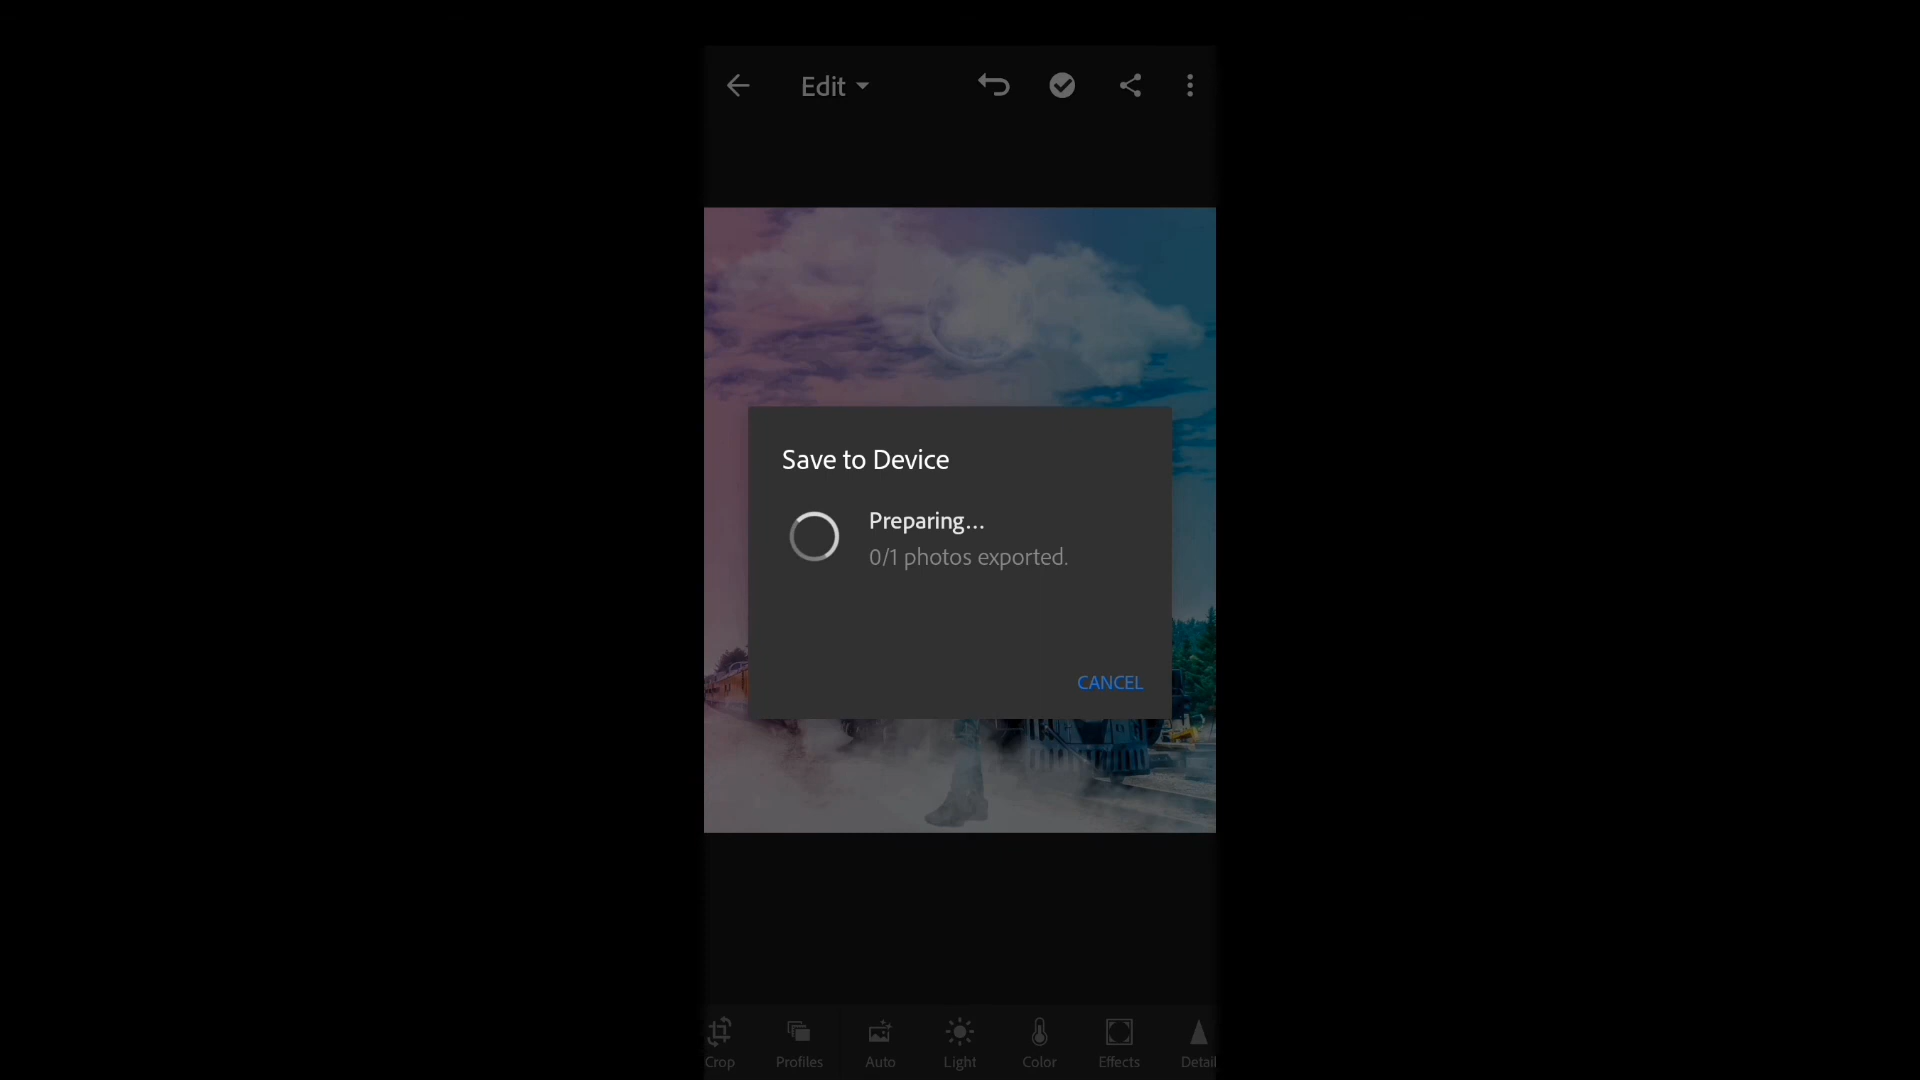 Edit
Save to Device
Preparing...
0/1 photos exported.
CANCEL
Crop Profiles Auto Light Color Effects Detail